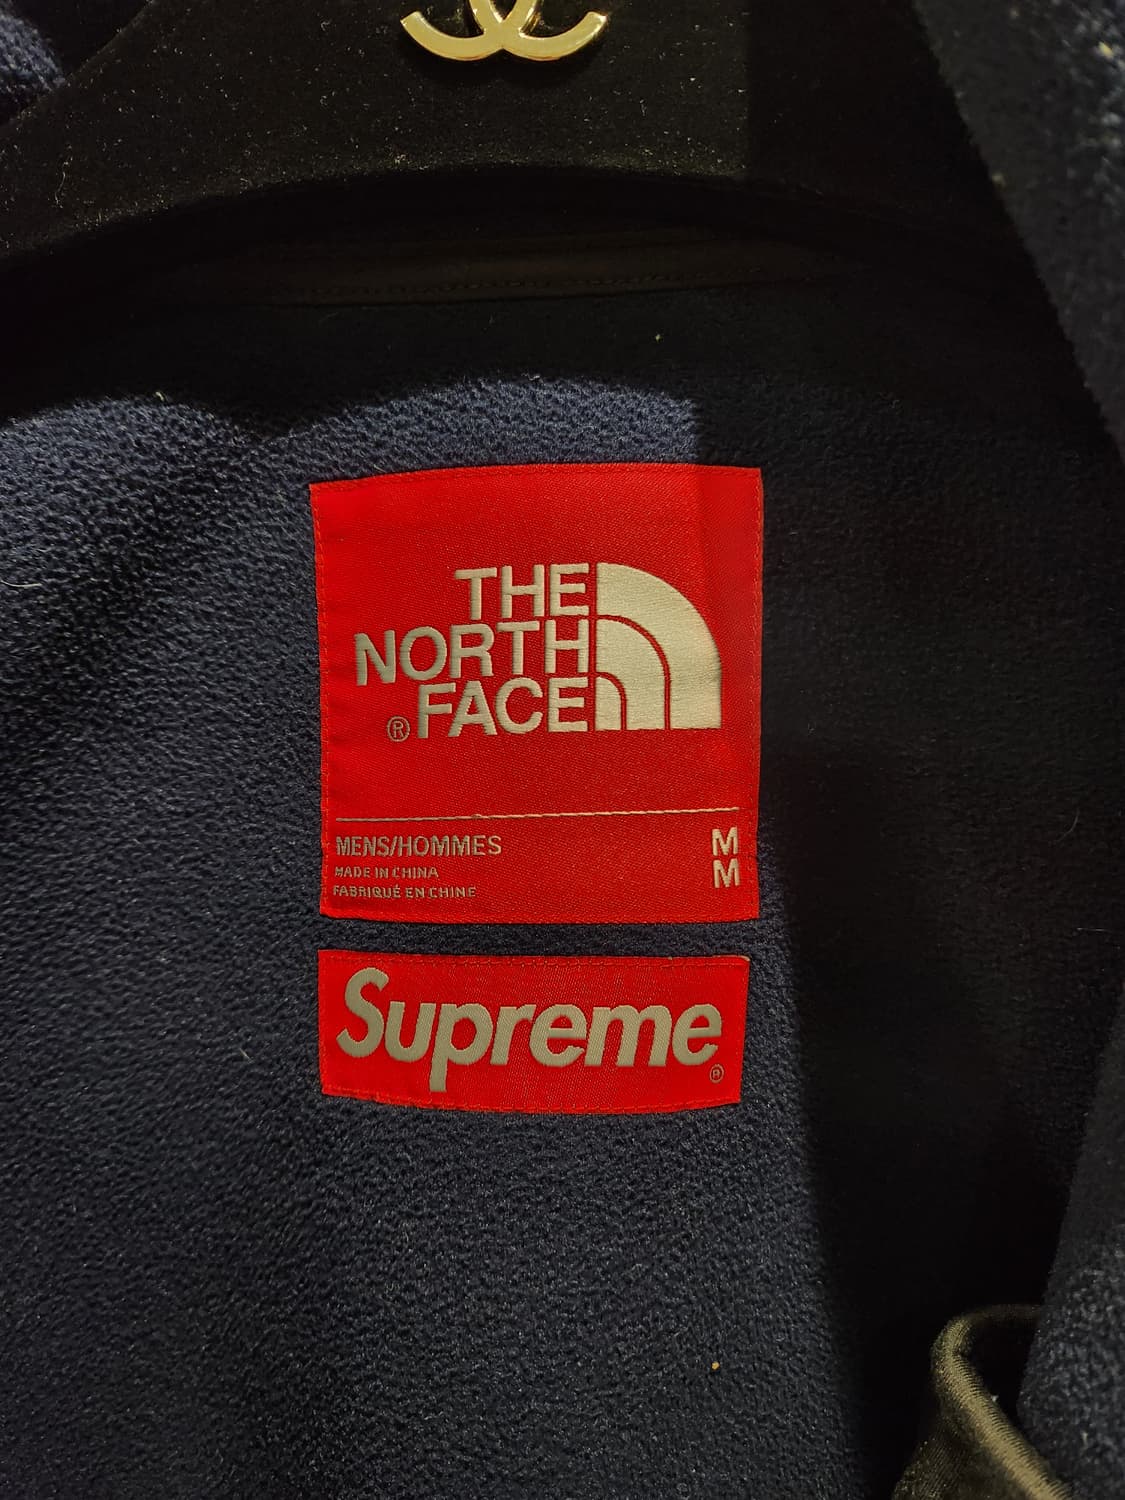 THE
NORTH
FACE
®
MENS/HOMMES M
MADE IN CHINA M
FABRIQUÉ EN CHINE
Supreme
®